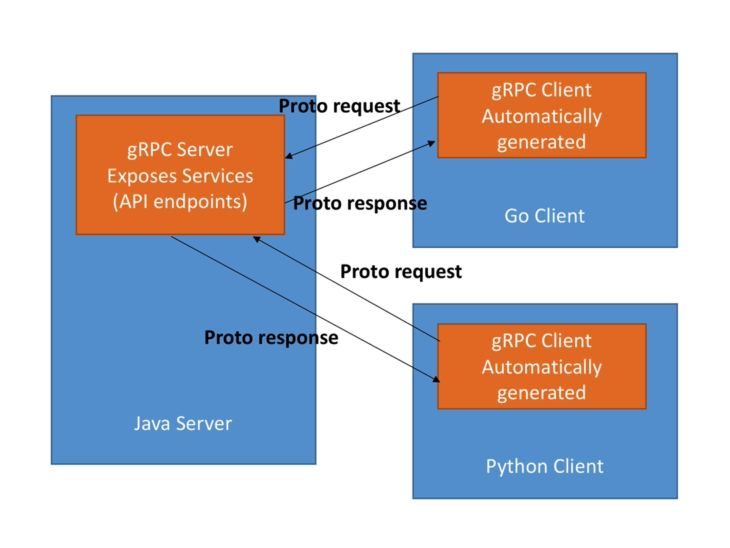 Proto request
gRPC Server
Exposes Services
(API endpoints)
Proto response
gRPC Client
Automatically
generated
Go Client
Proto request
Proto response
gRPC Client
Automatically
generated
Java Server
Python Client